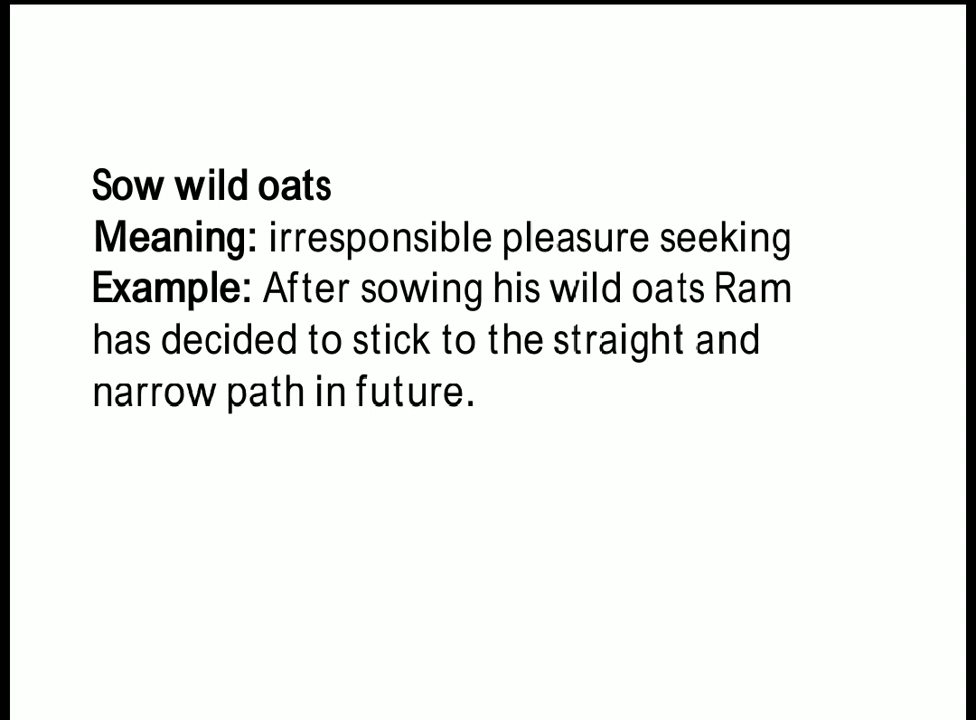 Sow wild oats
Meaning: irresponsible pleasure seeking
Example: After sowing his wild oats Ram
has decided to stick to the straight and
narrow path in future.